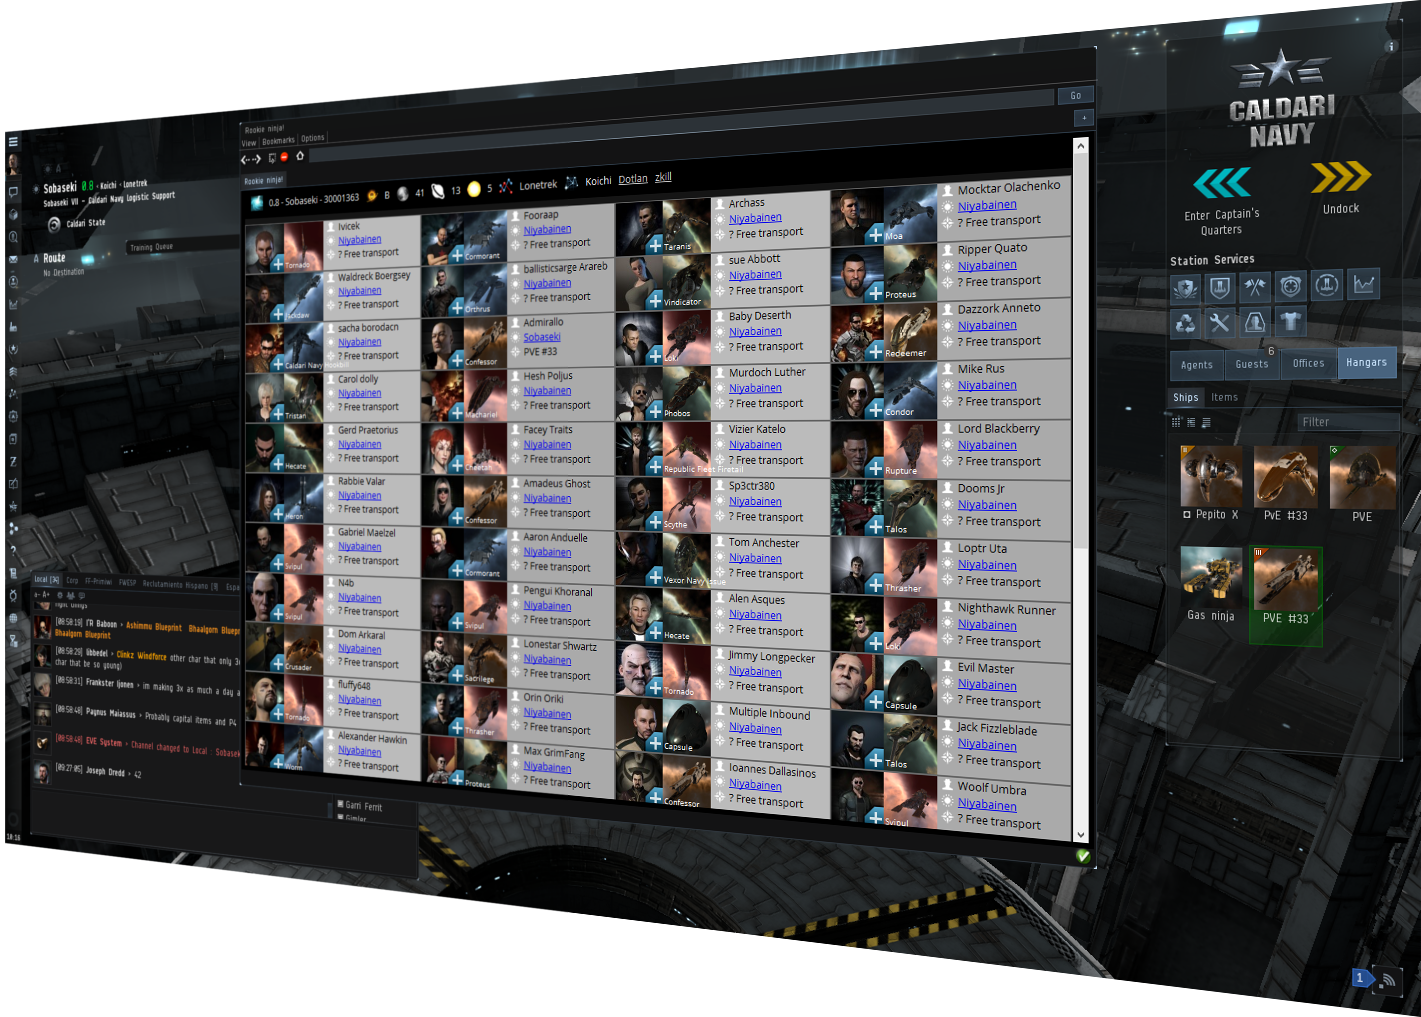 Sobaseki 0.8 · Koichi · Lonetrek
Sobaseki VII - Caldari Navy Logistic Support
Caldari State
Training Queue
Route
No Destination
Rookie ninja!
View
Bookmarks
Options
Go
Rookie ninja!
0.8 - Sobaseki - 30001363
B
41
13
5
Lonetrek
Koichi
Dotlan
zkill
Tornado
Ivicek
Niyabainen
? Free transport
Jackdaw
Waldreck Boergsey
Niyabainen
? Free transport
Caldari Navy
sacha borodacn
Niyabainen
? Free transport
Tristan
Carol dolly
Niyabainen
? Free transport
Hecate
Gerd Praetorius
Niyabainen
? Free transport
Heron
Rabbie Valar
Niyabainen
? Free transport
Svipul
Gabriel Maelzel
Niyabainen
? Free transport
Svipul
N4b
Niyabainen
? Free transport
Crusader
Dom Arkaral
Niyabainen
? Free transport
Tornado
fluffy648
Niyabainen
? Free transport
Worm
Alexander Hawkin
Niyabainen
? Free transport
Cormorant
Fooraap
Niyabainen
? Free transport
Orthrus
ballisticsarge Arareb
Niyabainen
? Free transport
Confessor
Admirallo
Sobaseki
PVE #33
Machariel
Hesh Poljus
Niyabainen
? Free transport
Cheetah
Facey Traits
Niyabainen
? Free transport
Confessor
Amadeus Ghost
Niyabainen
? Free transport
Confessor
Aaron Anduelle
Niyabainen
? Free transport
Svipul
Pengui Khoranal
Niyabainen
? Free transport
Sacrilege
Lonestar Shwartz
Niyabainen
? Free transport
Thrasher
Orin Oriki
Niyabainen
? Free transport
Proteus
Max GrimFang
Niyabainen
? Free transport
Taranis
Archass
Niyabainen
? Free transport
Vindicator
sue Abbott
Niyabainen
? Free transport
Loki
Baby Deserth
Niyabainen
? Free transport
Phobos
Murdoch Luther
Niyabainen
? Free transport
Republic Fleet Firetail
Vizier Katelo
Niyabainen
? Free transport
Scythe
Sp3ctr380
Niyabainen
? Free transport
Vexor Navy Issue
Tom Anchester
Niyabainen
? Free transport
Hecate
Alen Asques
Niyabainen
? Free transport
Tornado
Jimmy Longpecker
Niyabainen
? Free transport
Capsule
Multiple Inbound
Niyabainen
? Free transport
Confessor
Ioannes Dallasinos
Niyabainen
? Free transport
Moa
Mocktar Olachenko
Niyabainen
? Free transport
Proteus
Ripper Quato
Niyabainen
? Free transport
Redeemer
Dazzork Anneto
Niyabainen
? Free transport
Condor
Mike Rus
Niyabainen
? Free transport
Rupture
Lord Blackberry
Niyabainen
? Free transport
Talos
Dooms Jr
Niyabainen
? Free transport
Thrasher
Loptr Uta
Niyabainen
? Free transport
Loki
Nighthawk Runner
Niyabainen
? Free transport
Capsule
Evil Master
Niyabainen
? Free transport
Talos
Jack Fizzleblade
Niyabainen
? Free transport
Svipul
Woolf Umbra
Niyabainen
? Free transport
Local [34]
Corp
FF-Primiwi
FWESP
Reclutamiento Hispano [9]
Espa
right things
[08:58:19] I'R Baboon > Ashimmu Blueprint Bhaalgorn Bluepr
Bhaalgorn Blueprint
[08:58:29] libbedel > Clinkz Windforce other char that only 3
char that be so young)
[08:58:31] Frankster Ijonen > im making 3x as much a day a
[08:58:40] Paynus Maiassus > Probably capital items and P4
[08:58:48] EVE System > Channel changed to Local Sobasek
[09:27:05] Joseph Dredd > 42
Garri Ferrit
Gimler
10:16
CALDARI
NAVY
Enter Captain's
Quarters
Undock
Station Services
Agents
6
Guests
Offices
Hangars
Ships
Items
Filter
Pepito X
PvE #33
PVE
Gas ninja
PVE #33
1